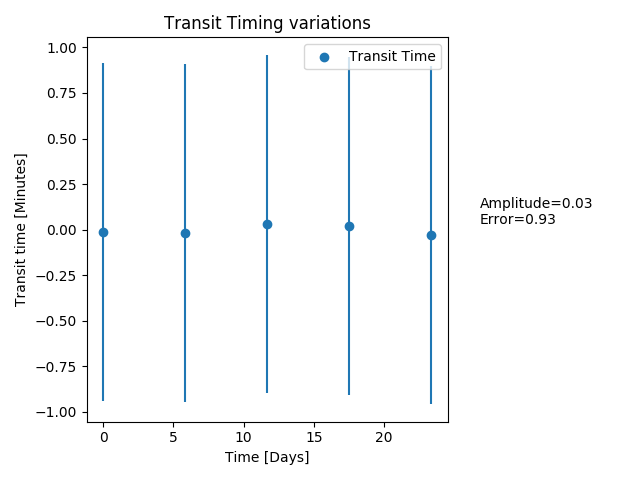 Transit Timing variations
Transit Time
1.00
0.75
0.50
0.25
0.00
−0.25
−0.50
−0.75
−1.00
Transit time [Minutes]
0
5
10
15
20
Time [Days]
Amplitude=0.03
Error=0.93